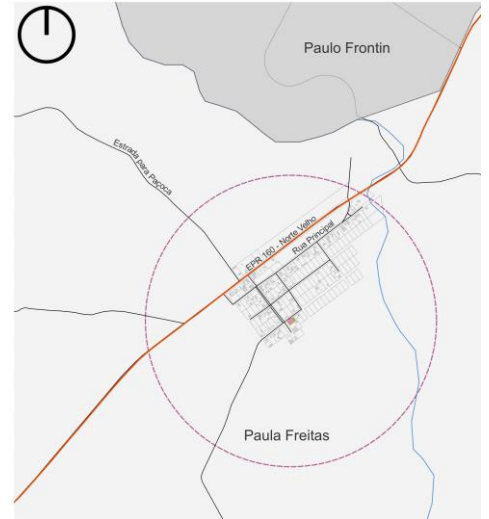 Paulo Frontin
Estrada para Paçoca
EPR 160 - Norte Velho
Rua Principal
Paula Freitas